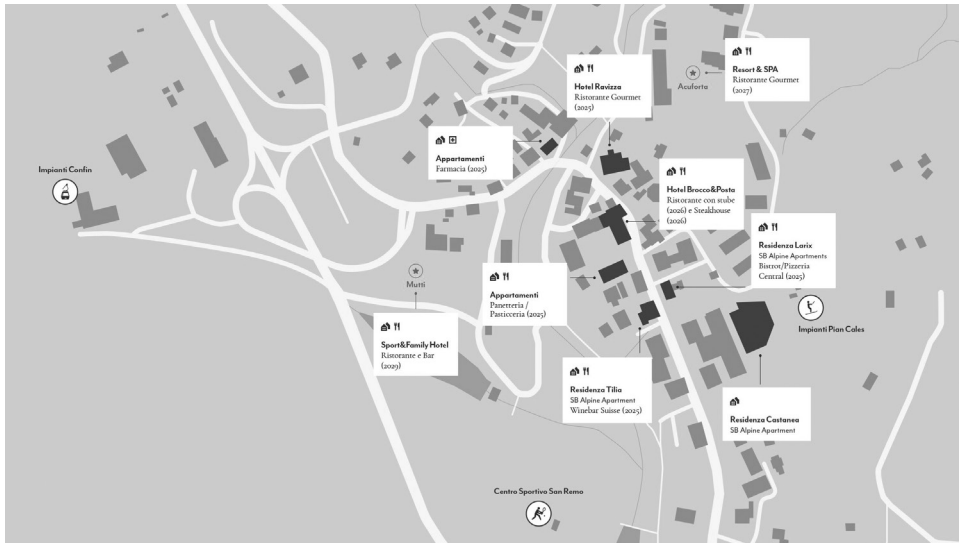 Resort & SPA
Ristorante Gourmet
(2027)
Acuforta
Hotel Ravizza
Ristorante Gourmet
(2025)
Appartamenti
Farmacia (2025)
Impianti Confin
Hotel Brocco&Posta
Ristorante con stube
(2026) e Steakhouse
(2026)
Residenza Larix
SB Alpine Apartments
Bistrot/Pizzeria
Central (2025)
Mutti
Appartamenti
Panetteria /
Pasticceria
(2025)
Impianti Pian Cales
Sport&Family Hotel
Ristorante e Bar
(2029)
Residenza Tilia
SB Alpine Apartment
Winebar Suisse (2025)
Residenza Castanea
SB Alpine Apartment
Centro Sportivo San Remo